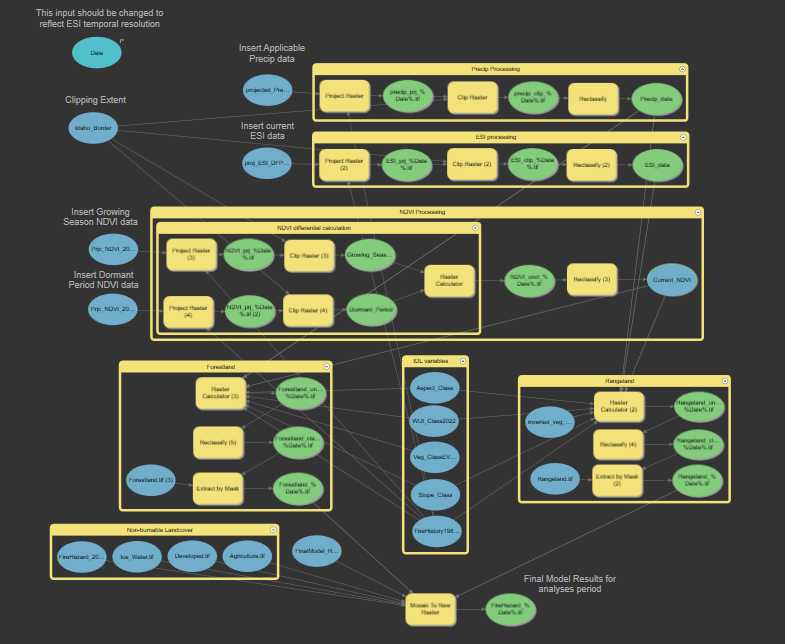 This input should be changed to
reflect ESI temporal resolution
Date
Insert Applicable
Precip data
projected_Pre...
Precip Processing
Project Raster
precip_prj_%
Date%.tif
Clip Raster
precip_clip_%
Date%.tif
Reclassify
Precip_data
Clipping Extent
Idaho_Border
Insert current
ESI data
ESI processing
Project Raster
(2)
ESI_prj_%Date
%.tif
Clip Raster (2)
ESI_clip_%Date
%.tif
Reclassify (2)
ESI_data
NDVI Processing
NDVI differential calculation
Insert Growing
Season NDVI data
Prjc_NDVI_20...
Project Raster
(3)
NDVI_prj_%Date
%.tif
Clip Raster (3)
Growing_Seas...
Raster
Calculator
NDVI_uncl_%
Date%.tif
Reclassify (3)
Current_NDVI
Insert Dormant
Period NDVI data
Prjc_NDVI_20...
Project Raster
(4)
NDVI_prj_%Date
%.tif (2)
Clip Raster (4)
Dormant_Period
Forestland
Raster
Calculator (3)
Forestland_un...
%Date%.tif
Reclassify (5)
Forestland_cla...
%Date%.tif
Forestland.tif (3)
Extract by Mask
Forestland_%
Date%.tif
IDL variables
Aspect_Class
WUI_Class2022
Slope_Class
FireHistory198...
Rangeland
inverted_veg_...
Raster
Calculator (2)
Rangeland_un...
%Date%.tif
Reclassify (4)
Rangeland_cl...
%Date%.tif
Rangeland.tif
Extract by Mask
(2)
Rangeland_%
Date%.tif
Non-burnable Landcover
FireHazard_20...
Ice_Water.tif
Developed.tif
Agriculture.tif
FinalModel_R...
Mosaic To New
Raster
FireHazard_%
Date%.tif
Final Model Results for
analyses period